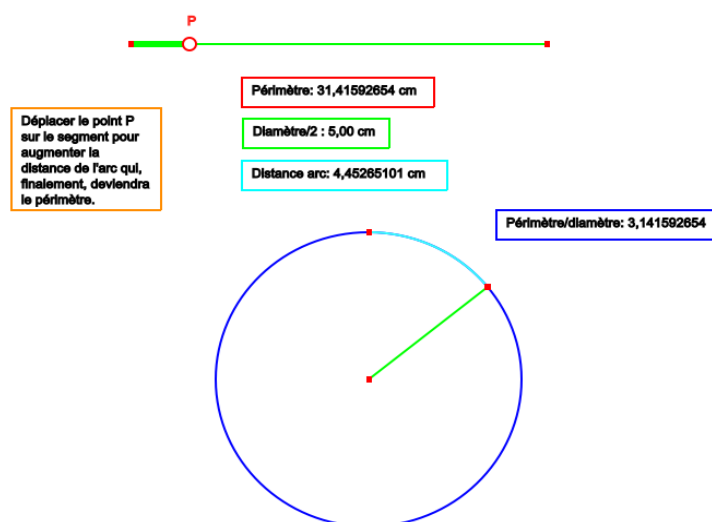 P
Périmètre: 31,41592654 cm
Déplacer le point P
sur le segment pour
augmenter la
distance de l'arc qui,
finalement, deviendra
le périmètre.
Diamètre/2 : 5,00 cm
Distance arc: 4,45265101 cm
Périmètre/diamètre: 3,141592654